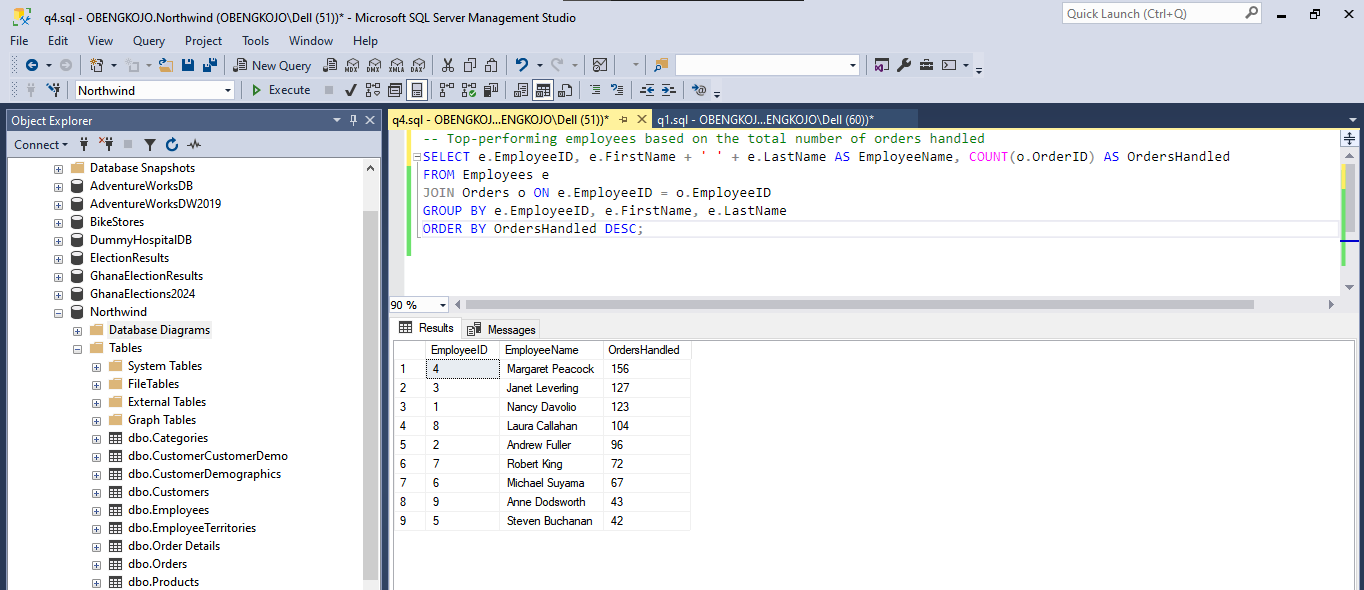 q4.sql - OBENGKOJO.Northwind (OBENGKOJO\Dell (51))* - Microsoft SQL Server Management Studio
Quick Launch (Ctrl+Q)
File Edit View Query Project Tools Window Help
New Query MDX DMX XMLA DAX
Northwind Execute
Object Explorer
Connect
Database Snapshots
AdventureWorksDB
AdventureWorksDW2019
BikeStores
DummyHospitalDB
ElectionResults
GhanaElectionResults
GhanaElections2024
Northwind
Database Diagrams
Tables
System Tables
FileTables
External Tables
Graph Tables
dbo.Categories
dbo.CustomerCustomerDemo
dbo.CustomerDemographics
dbo.Customers
dbo.Employees
dbo.EmployeeTerritories
dbo.Order Details
dbo.Orders
dbo.Products
q4.sql - OBENGKOJ...ENGKOJO\Dell (51))* q1.sql - OBENGKOJ...ENGKOJO\Dell (60))*
-- Top-performing employees based on the total number of orders handled
SELECT e.EmployeeID, e.FirstName + ' ' + e.LastName AS EmployeeName, COUNT(o.OrderID) AS OrdersHandled
FROM Employees e
JOIN Orders o ON e.EmployeeID = o.EmployeeID
GROUP BY e.EmployeeID, e.FirstName, e.LastName
ORDER BY OrdersHandled DESC;
90 %
Results Messages
EmployeeID EmployeeName OrdersHandled
1 4 Margaret Peacock 156
2 3 Janet Leverling 127
3 1 Nancy Davolio 123
4 8 Laura Callahan 104
5 2 Andrew Fuller 96
6 7 Robert King 72
7 6 Michael Suyama 67
8 9 Anne Dodsworth 43
9 5 Steven Buchanan 42